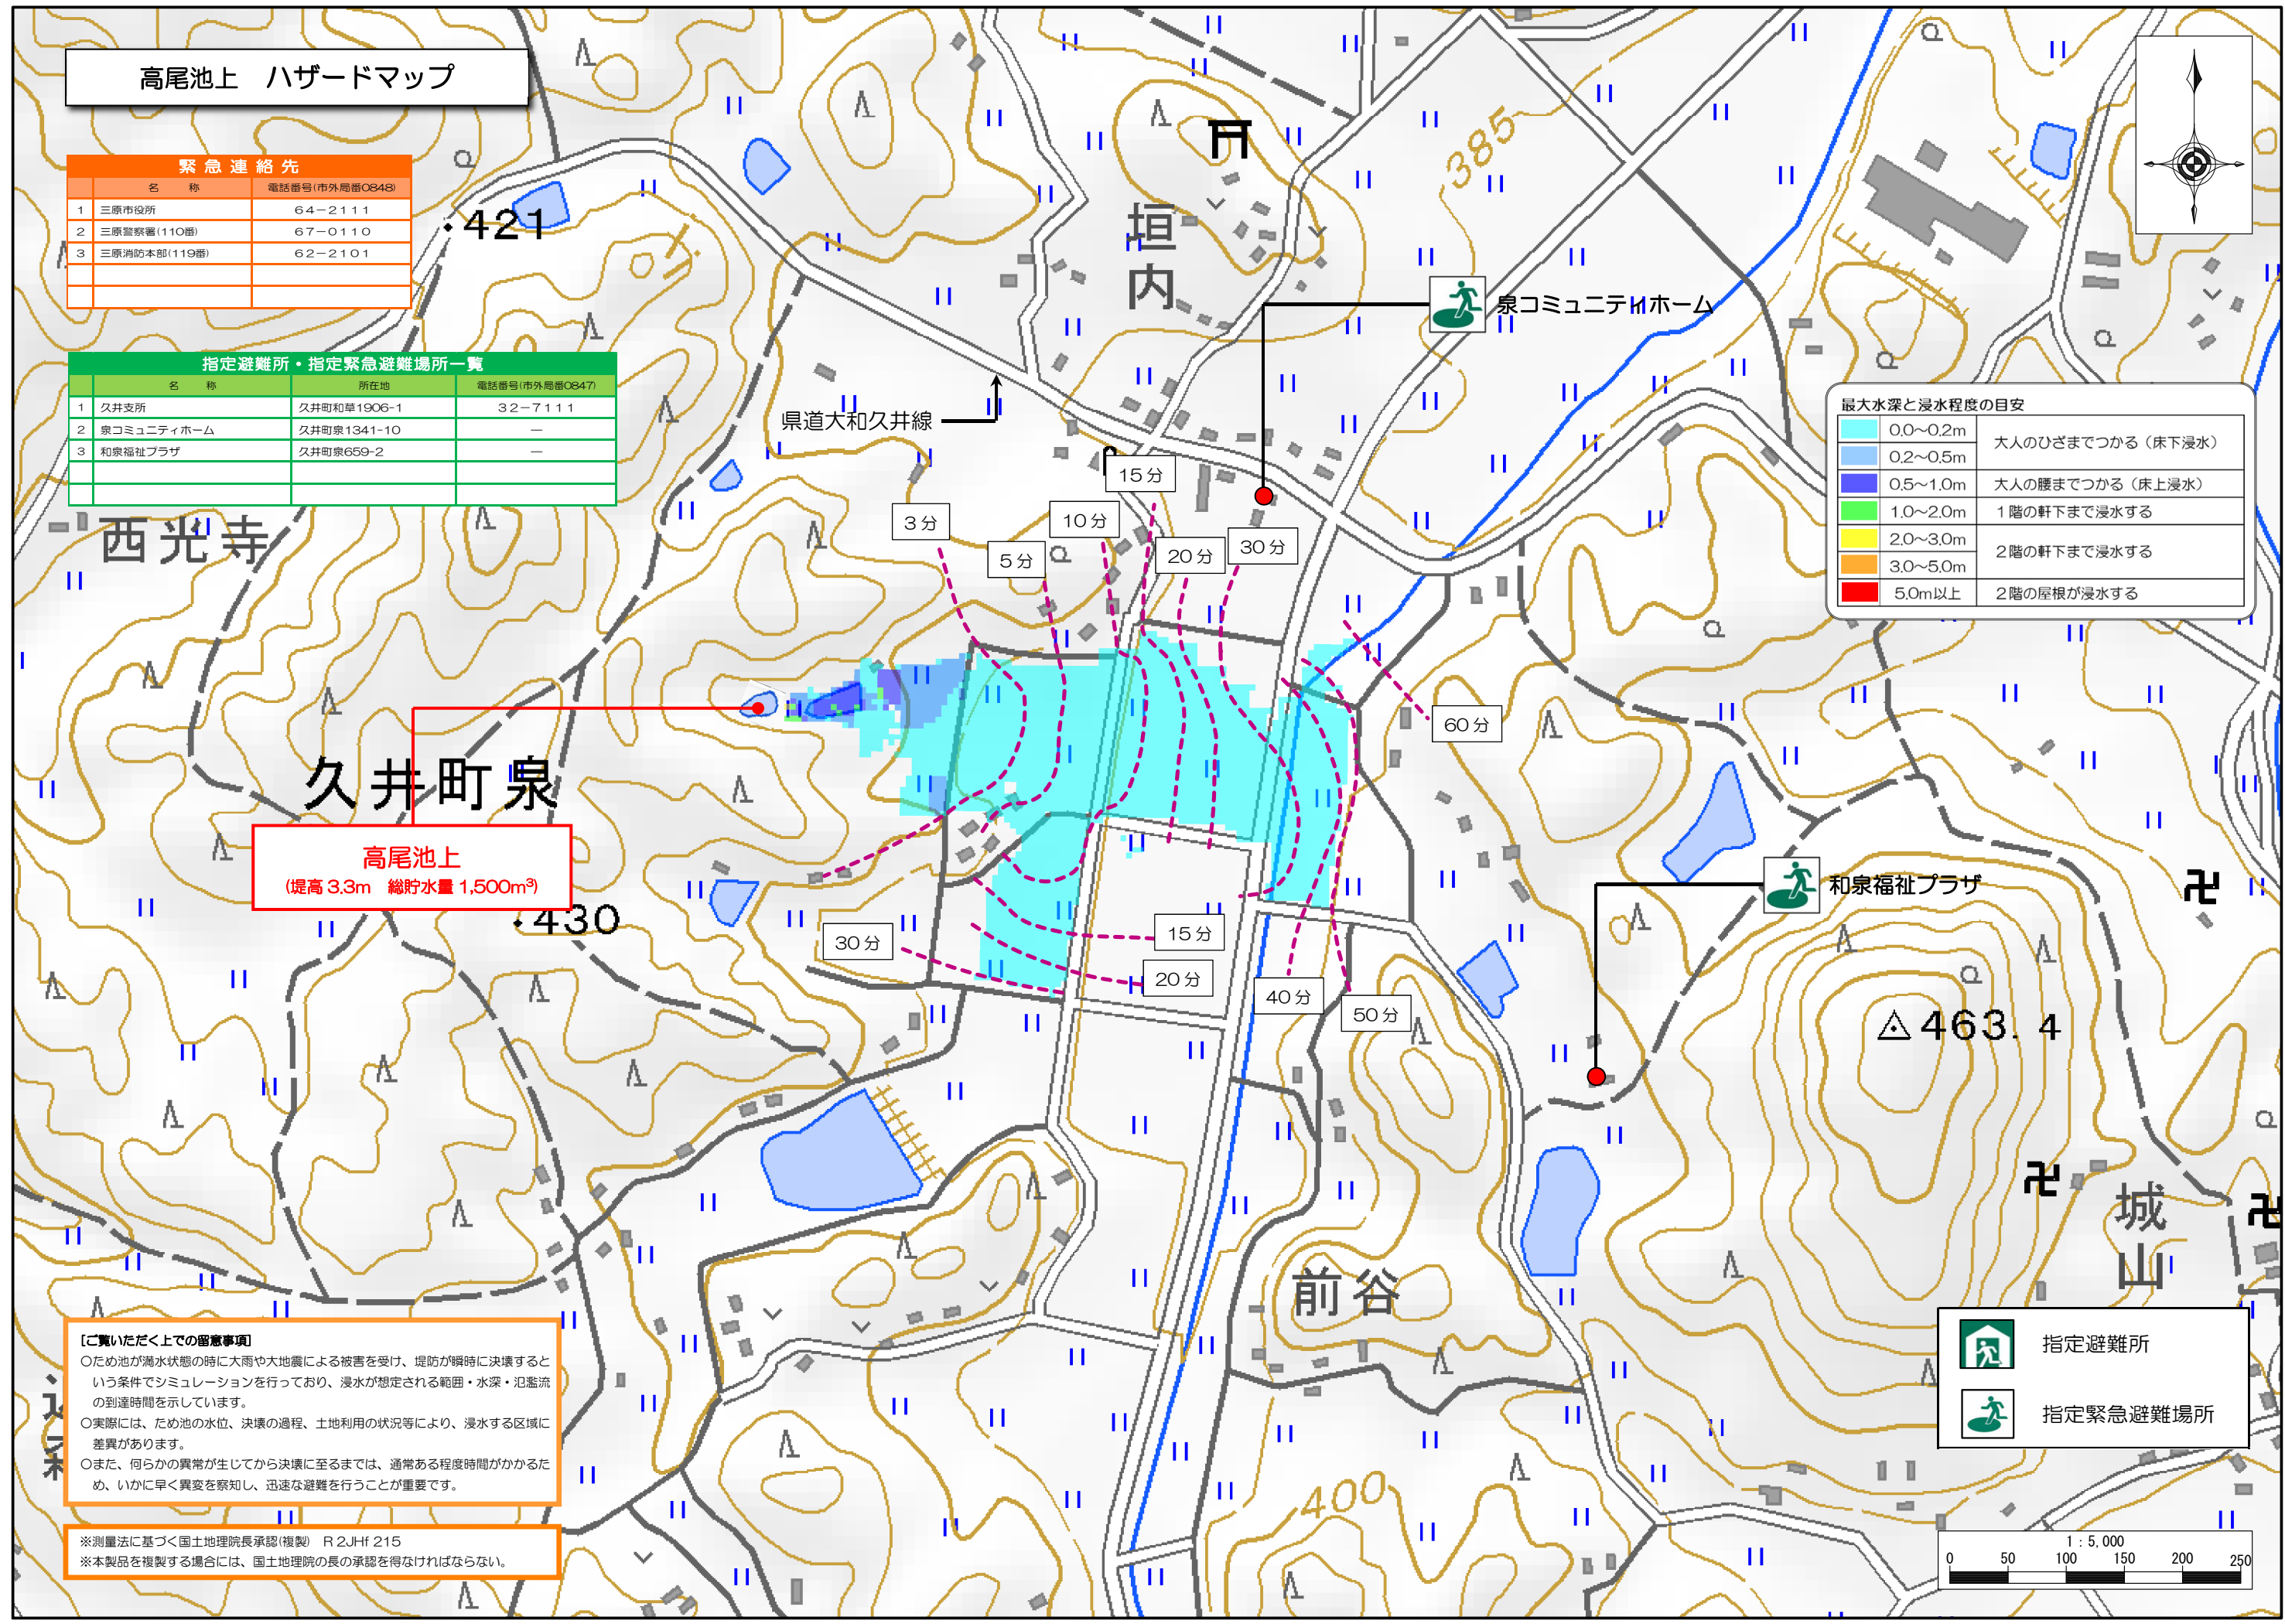 高尾池上　ハザードマップ
緊急連絡先
名　称　電話番号(市外局番0848)
1　三原市役所　64－2111
2　三原警察署(110番)　67－0110
3　三原消防本部(119番)　62－2101
指定避難所・指定緊急避難場所一覧
名　称　所在地　電話番号(市外局番0847)
1　久井支所　久井町和草1906-1　32－7111
2　泉コミュニティホーム　久井町泉1341-10　―
3　和泉福祉プラザ　久井町泉659-2　―
421
385
垣内
泉コミュニティホーム
県道大和久井線
最大水深と浸水程度の目安
0.0～0.2m
0.2～0.5m
大人のひざまでつかる（床下浸水）
0.5～1.0m　大人の腰までつかる（床上浸水）
1.0～2.0m　1階の軒下まで浸水する
2.0～3.0m
3.0～5.0m
2階の軒下まで浸水する
5.0m以上　2階の屋根が浸水する
西光寺
15分
3分
10分
5分
20分
30分
60分
久井町泉
高尾池上
(堤高 3.3m　総貯水量 1,500m³)
430
和泉福祉プラザ
30分
15分
20分
40分
50分
463.4
城山
前谷
400
[ご覧いただく上での留意事項]
○ため池が満水状態の時に大雨や大地震による被害を受け、堤防が瞬時に決壊すると
いう条件でシミュレーションを行っており、浸水が想定される範囲・水深・氾濫流
の到達時間を示しています。
○実際には、ため池の水位、決壊の過程、土地利用の状況等により、浸水する区域に
差異があります。
○また、何らかの異常が生じてから決壊に至るまでは、通常ある程度時間がかかるた
め、いかに早く異変を察知し、迅速な避難を行うことが重要です。
※測量法に基づく国土地理院長承認(複製)　R 2JHf 215
※本製品を複製する場合には、国土地理院の長の承認を得なければならない。
指定避難所
指定緊急避難場所
1：5,000
0　50　100　150　200　250